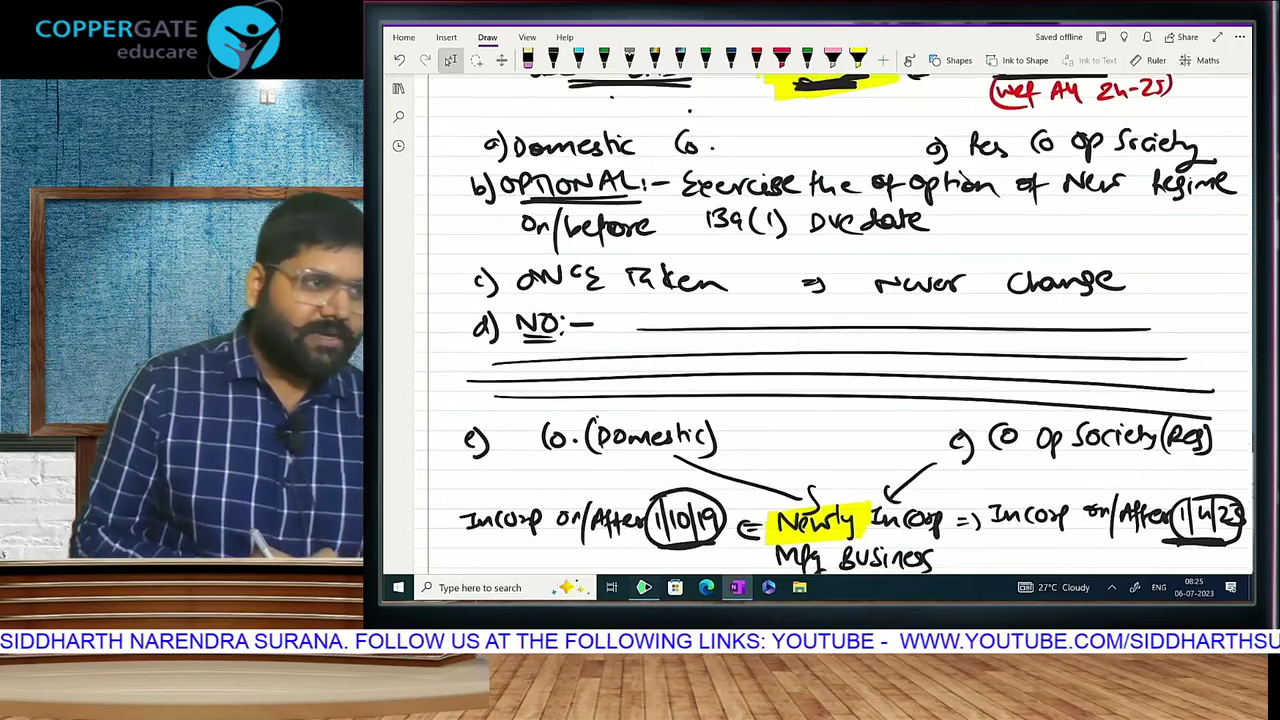 COPPERGATE
educare
Home Insert Draw View Help
Saved offline
Share
Shapes
Ink to Shape
Ink to Text
Ruler
Maths
(wef AY 24-25)
a) Domestic Co.
a) Res Co Op Society
b) OPTIONAL:- Exercise the of option of New Regime
on/before 139(1) Due date
c) ONCE Taken => Never Change
d) NO:-
e) Co. (Domestic)
e) Co Op Society (Res)
Incorp on/After 1/10/19 <= Newly Incorp => Incorp on/After 1/4/23
Mfg Business
Type here to search
27°C Cloudy
ENG
08:25
06-07-2023
SIDDHARTH NARENDRA SURANA. FOLLOW US AT THE FOLLOWING LINKS: YOUTUBE - WWW.YOUTUBE.COM/SIDDHARTHSU